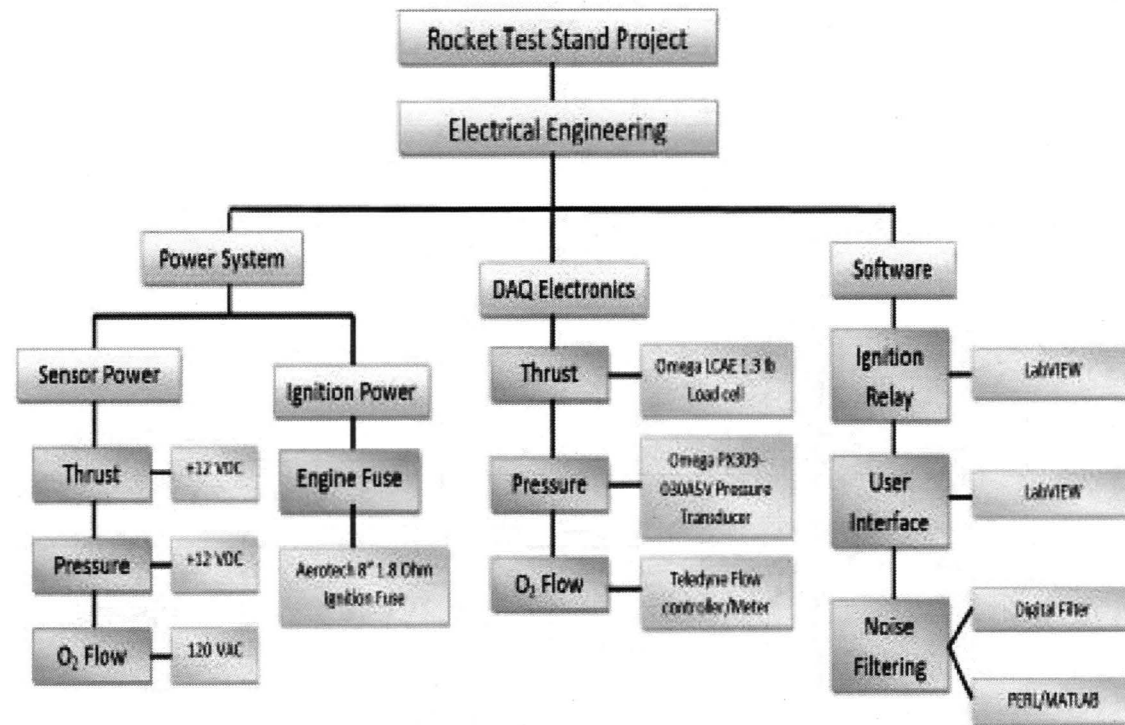 Rocket Test Stand Project
Electrical Engineering
Power System
DAQ Electronics
Software
Sensor Power
Ignition Power
Thrust
+12 VDC
Pressure
+12 VDC
O₂ Flow
120 VAC
Engine Fuse
Aerotech 8" 1.8 Ohm
Ignition Fuse
Thrust
Omega LCAE 1.3 lb
Load cell
Pressure
Omega PX309-
030A5V Pressure
Transducer
O₂ Flow
Teledyne Flow
controller/Meter
Ignition
Relay
LabVIEW
User
Interface
LabVIEW
Noise
Filtering
Digital Filter
PERL/MATLAB